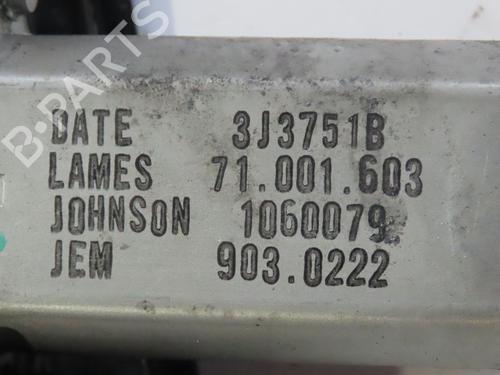 DATE 3J3751B
LAMES 71.001.603
JOHNSON 1060079
JEM 903.0222
B-PARTS